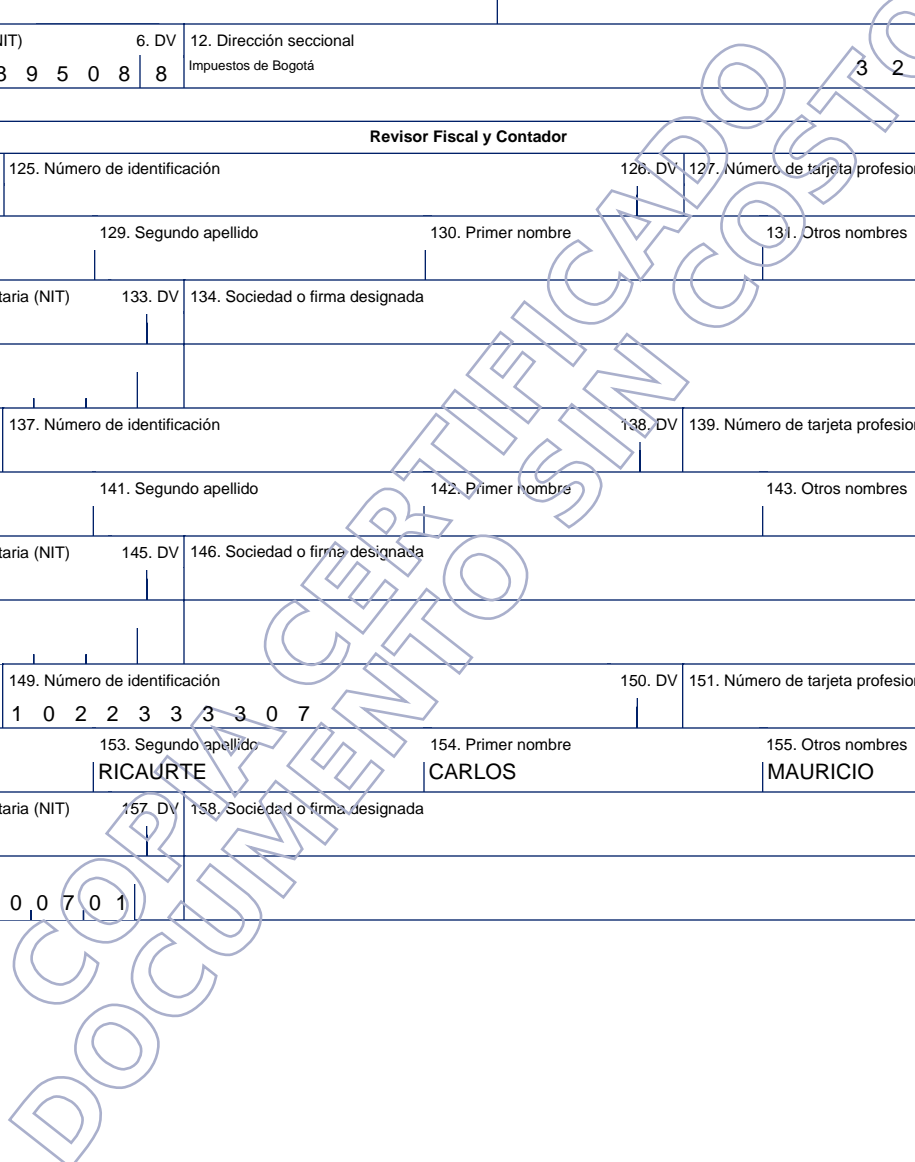 IIT) 6. DV 12. Dirección seccional
9 5 0 8 8 Impuestos de Bogotá 3 2
Revisor Fiscal y Contador
125. Número de identificación 126. DV 127. Número de tarjeta profesion
129. Segundo apellido 130. Primer nombre 131. Otros nombres
taria (NIT) 133. DV 134. Sociedad o firma designada
137. Número de identificación 138. DV 139. Número de tarjeta profesion
141. Segundo apellido 142. Primer nombre 143. Otros nombres
taria (NIT) 145. DV 146. Sociedad o firma designada
149. Número de identificación 150. DV 151. Número de tarjeta profesion
1 0 2 2 3 3 3 3 0 7
153. Segundo apellido 154. Primer nombre 155. Otros nombres
RICAURTE CARLOS MAURICIO
taria (NIT) 157. DV 158. Sociedad o firma designada
0 0 7 0 1
COPIA CERTIFICADO
DOCUMENTO SIN COSTO